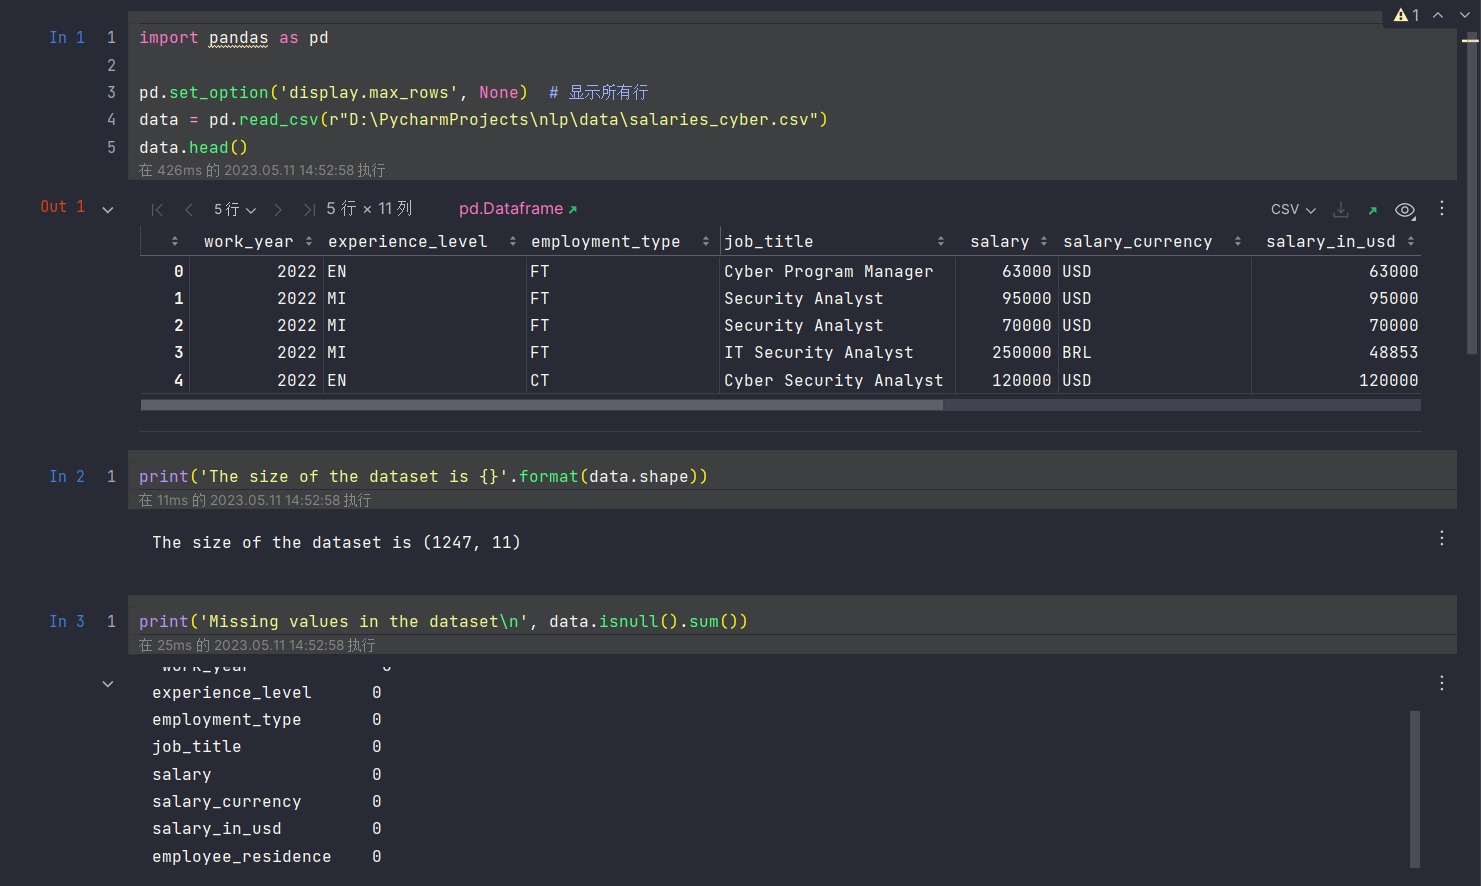 1
In 1 1 import pandas as pd
2
3 pd.set_option('display.max_rows', None)  # 显示所有行
4 data = pd.read_csv(r"D:\PycharmProjects\nlp\data\salaries_cyber.csv")
5 data.head()
在 426ms 的 2023.05.11 14:52:58 执行
Out 1 5 行 5 行 × 11 列 pd.Dataframe CSV
work_year experience_level employment_type job_title salary salary_currency salary_in_usd
0 2022 EN FT Cyber Program Manager 63000 USD 63000
1 2022 MI FT Security Analyst 95000 USD 95000
2 2022 MI FT Security Analyst 70000 USD 70000
3 2022 MI FT IT Security Analyst 250000 BRL 48853
4 2022 EN CT Cyber Security Analyst 120000 USD 120000
In 2 1 print('The size of the dataset is {}'.format(data.shape))
在 11ms 的 2023.05.11 14:52:58 执行
The size of the dataset is (1247, 11)
In 3 1 print('Missing values in the dataset\n', data.isnull().sum())
在 25ms 的 2023.05.11 14:52:58 执行
work_year 0
experience_level 0
employment_type 0
job_title 0
salary 0
salary_currency 0
salary_in_usd 0
employee_residence 0